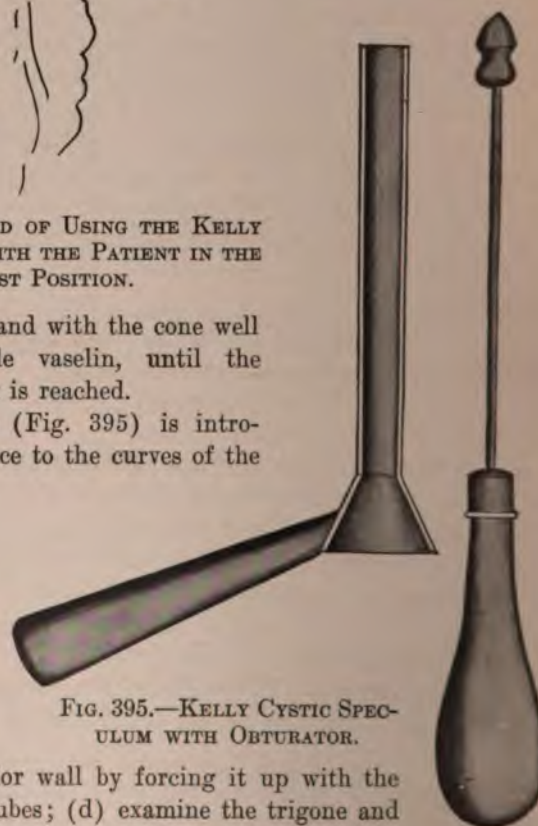 D OF USING THE KELLY
ITH THE PATIENT IN THE
ST POSITION.
and with the cone well
le vaselin, until the
is reached.
(Fig. 395) is intro-
ce to the curves of the
FIG. 395.—KELLY CYSTIC SPEC-
ULUM WITH OBTURATOR.
or wall by forcing it up with the
ubes; (d) examine the trigone and